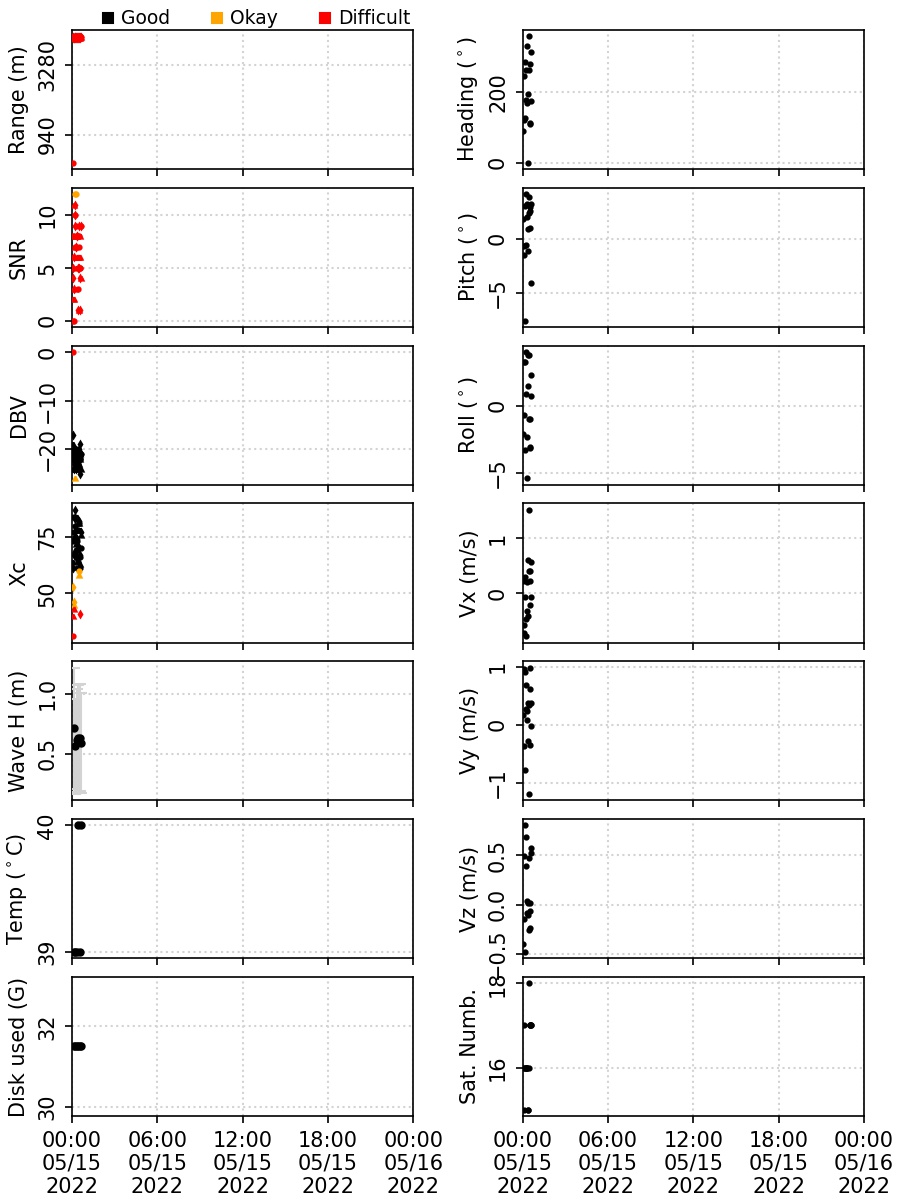 Good Okay Difficult
Range (m)
3280
940
Heading (°)
200
0
SNR
10
5
0
Pitch (°)
0
−5
DBV
0
−10
−20
Roll (°)
0
−5
Xc
75
50
Vx (m/s)
1
0
Wave H (m)
1.0
0.5
Vy (m/s)
1
0
−1
Temp (°C)
40
39
Vz (m/s)
0.5
0.0
−0.5
Disk used (G)
32
30
Sat. Numb.
18
16
00:00 06:00 12:00 18:00 00:00
05/15 05/15 05/15 05/15 05/16
2022 2022 2022 2022 2022
00:00 06:00 12:00 18:00 00:00
05/15 05/15 05/15 05/15 05/16
2022 2022 2022 2022 2022